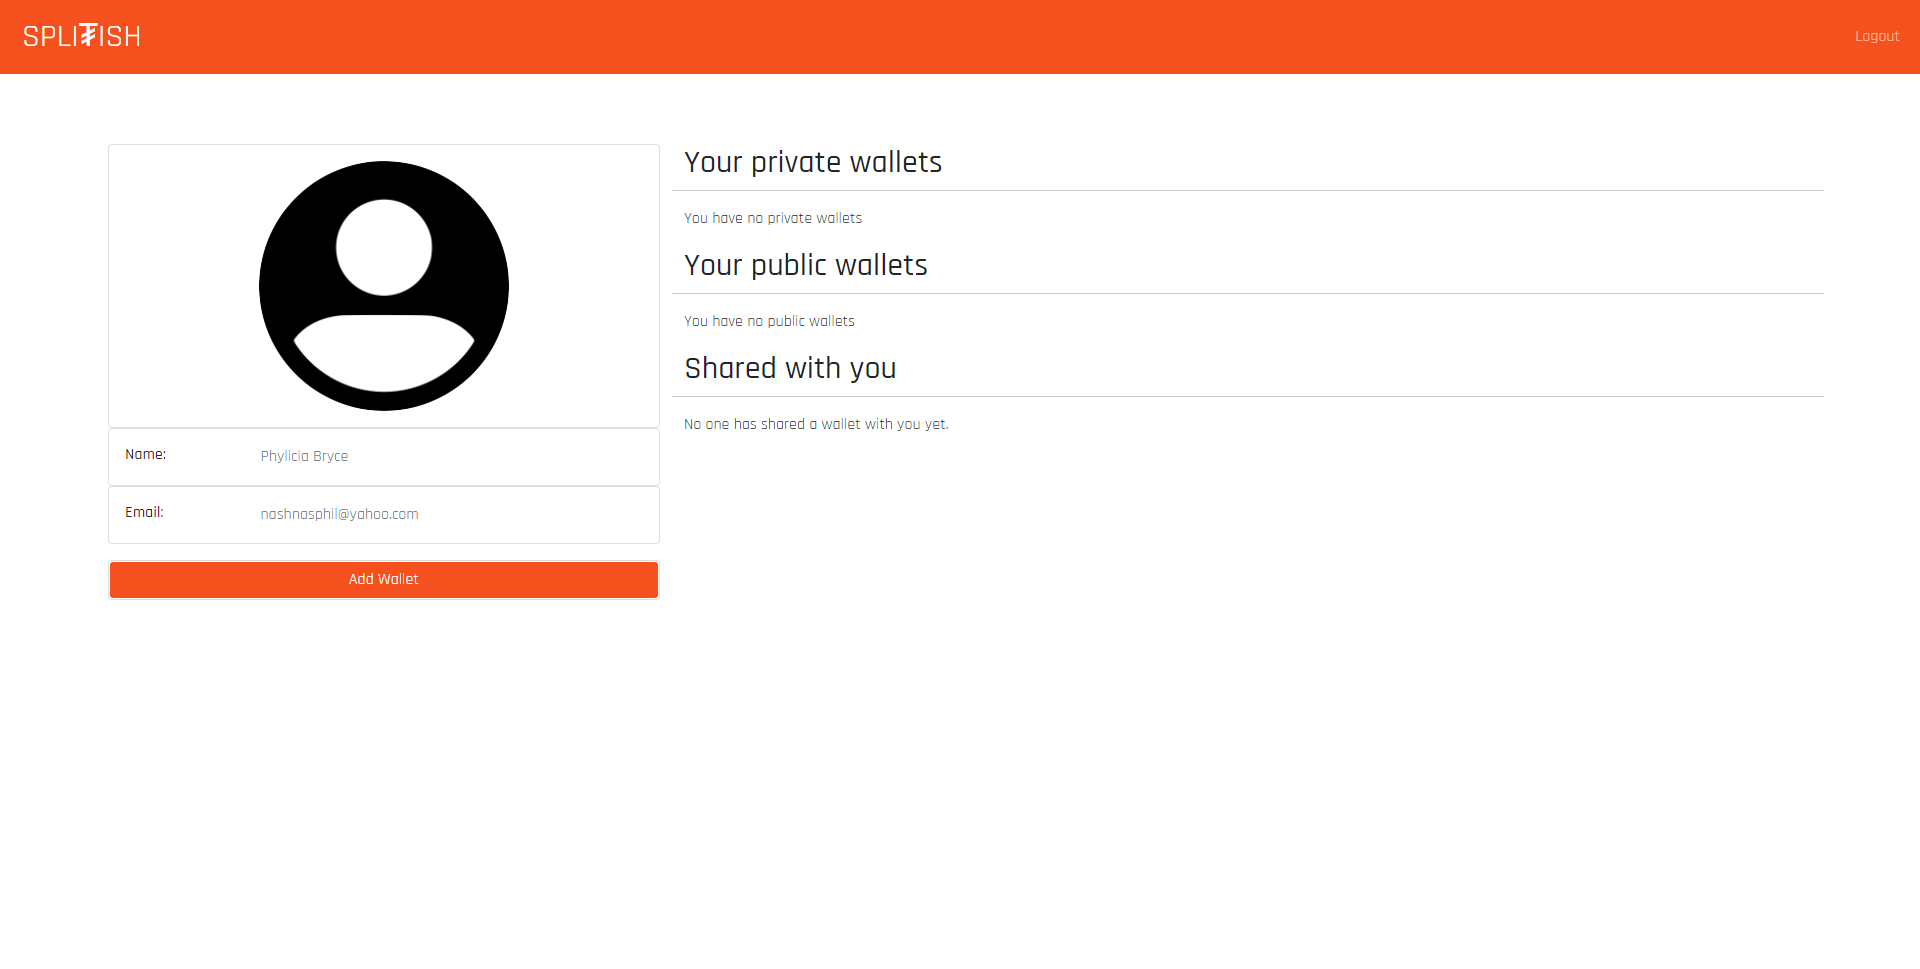 SPLI₮ISH
Logout
Name: Phylicia Bryce
Email: nashnasphil@yahoo.com
Add Wallet
Your private wallets
You have no private wallets
Your public wallets
You have no public wallets
Shared with you
No one has shared a wallet with you yet.